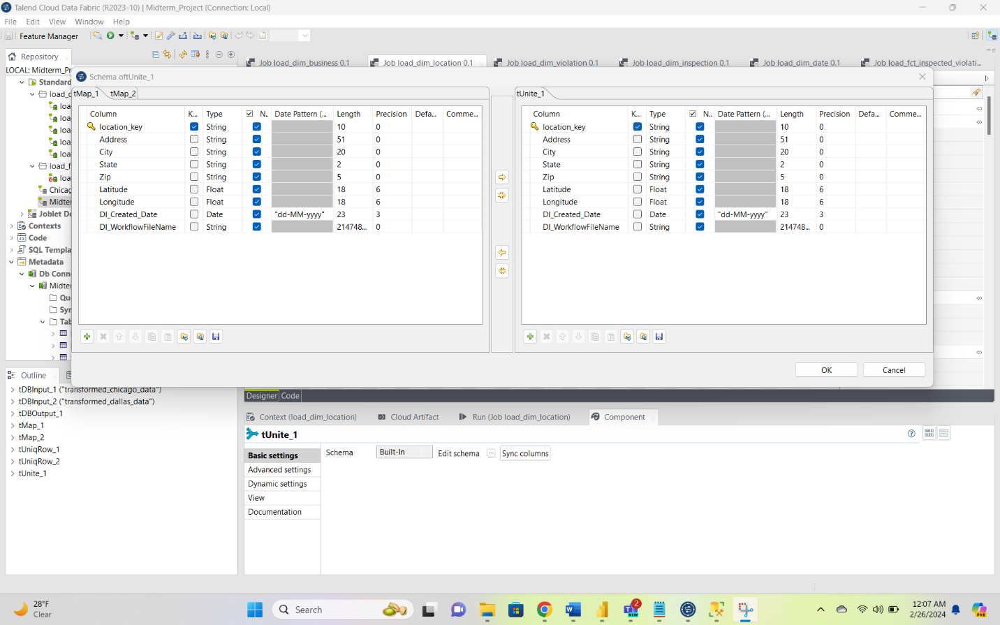 Talend Cloud Data Fabric (R2023-10) | Midterm_Project (Connection: Local)
File Edit View Window Help
Feature Manager
Repository
Job load_dim_business 0.1 Job load_dim_location 0.1 Job load_dim_violation 0.1 Job load_dim_inspection 0.1 Job load_dim_date 0.1 Job load_fct_inspected_violati...
LOCAL: Midterm_Pr
Standard
load_d
loa
loa
loa
loa
loa
load_f
loa
Chicag
Midte
Joblet De
Contexts
Code
SQL Templa
Metadata
Db Conn
Midte
Qu
Syn
Tab
Schema oftUnite_1
tMap_1 tMap_2
Column K... Type N.. Date Pattern (... Length Precision Defa... Comme...
location_key String 10 0
Address String 51 0
City String 20 0
State String 2 0
Zip String 5 0
Latitude Float 18 6
Longitude Float 18 6
DI_Created_Date Date "dd-MM-yyyy" 23 3
DI_WorkflowFileName String 214748... 0
tUnite_1
Column K... Type N.. Date Pattern (... Length Precision Defa... Comme...
location_key String 10 0
Address String 51 0
City String 20 0
State String 2 0
Zip String 5 0
Latitude Float 18 6
Longitude Float 18 6
DI_Created_Date Date "dd-MM-yyyy" 23 3
DI_WorkflowFileName String 214748... 0
OK Cancel
Outline
tDBInput_1 ("transformed_chicago_data")
tDBInput_2 ("transformed_dallas_data")
tDBOutput_1
tMap_1
tMap_2
tUniqRow_1
tUniqRow_2
tUnite_1
Designer Code
Context (load_dim_location) Cloud Artifact Run (Job load_dim_location) Component
tUnite_1
Basic settings
Advanced settings
Dynamic settings
View
Documentation
Schema Built-In Edit schema ... Sync columns
28°F
Clear
Search
2
NEW
12:07 AM
2/26/2024
PRE